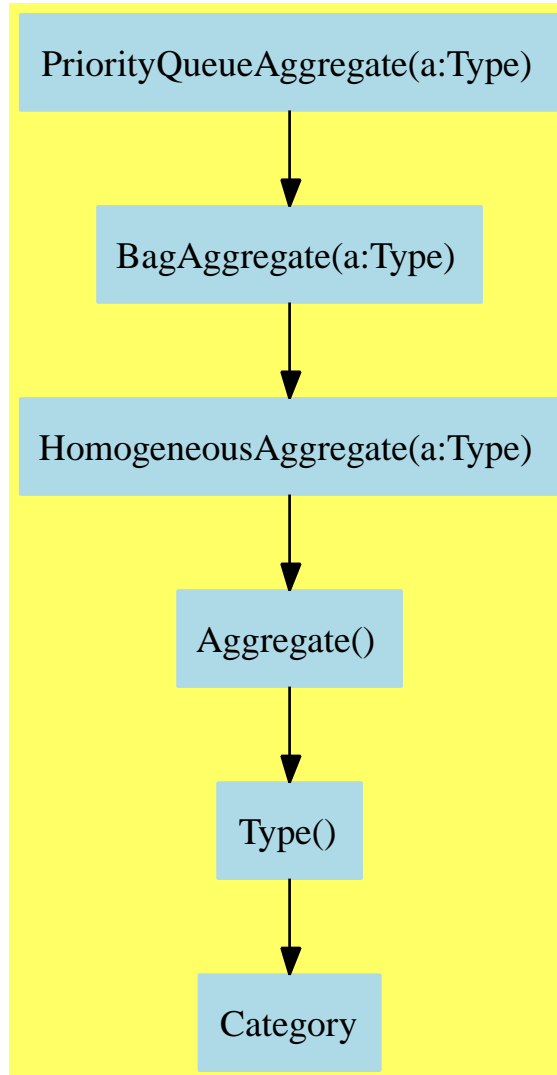 PriorityQueueAggregate(a:Type)
BagAggregate(a:Type)
HomogeneousAggregate(a:Type)
Aggregate()
Type()
Category